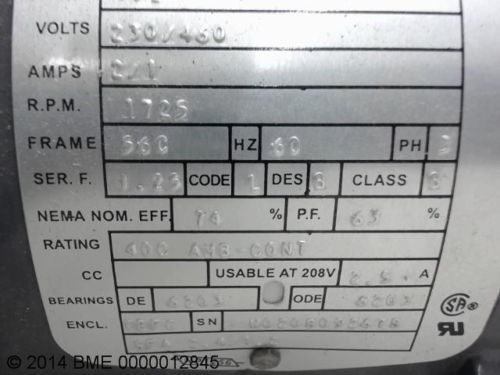 VOLTS 230/460
AMPS 2/1
R.P.M. 1725
FRAME 56C HZ 60 PH 3
SER. F. 1.25 CODE L DES B CLASS B
NEMA NOM. EFF. 74 % P.F. 63 %
RATING 40C AMB-CONT
CC USABLE AT 208V A
BEARINGS DE 6203 ODE 6203
ENCL. SN
© 2014 BME 0000012845